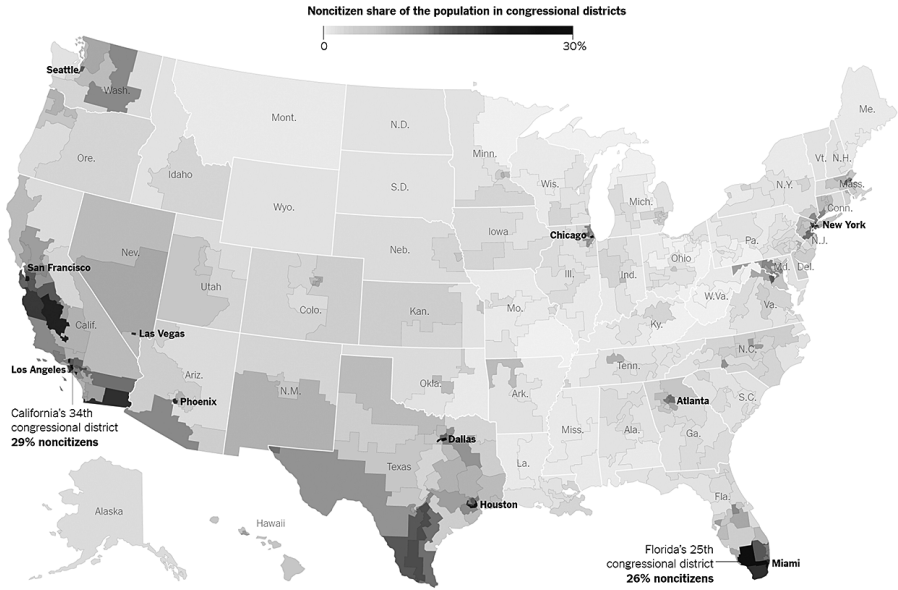 Noncitizen share of the population in congressional districts
0
30%
Seattle
Wash.
Mont.
N.D.
Minn.
Me.
Ore.
Idaho
S.D.
Wis.
Mich.
N.Y.
Vt.
N.H.
Mass.
Conn.
Wyo.
Iowa
Chicago
New York
N.J.
Nev.
Neb.
Pa.
Ohio
San Francisco
Utah
Colo.
Ill.
Ind.
Md.
Del.
Kan.
Mo.
W.Va.
Va.
Calif.
Las Vegas
Ky.
Los Angeles
Ariz.
N.M.
Okla.
Ark.
Tenn.
N.C.
Phoenix
Atlanta
S.C.
California's 34th
congressional district
29% noncitizens
Dallas
Miss.
Ala.
Ga.
Texas
La.
Alaska
Hawaii
Houston
Fla.
Florida's 25th
congressional district
26% noncitizens
Miami